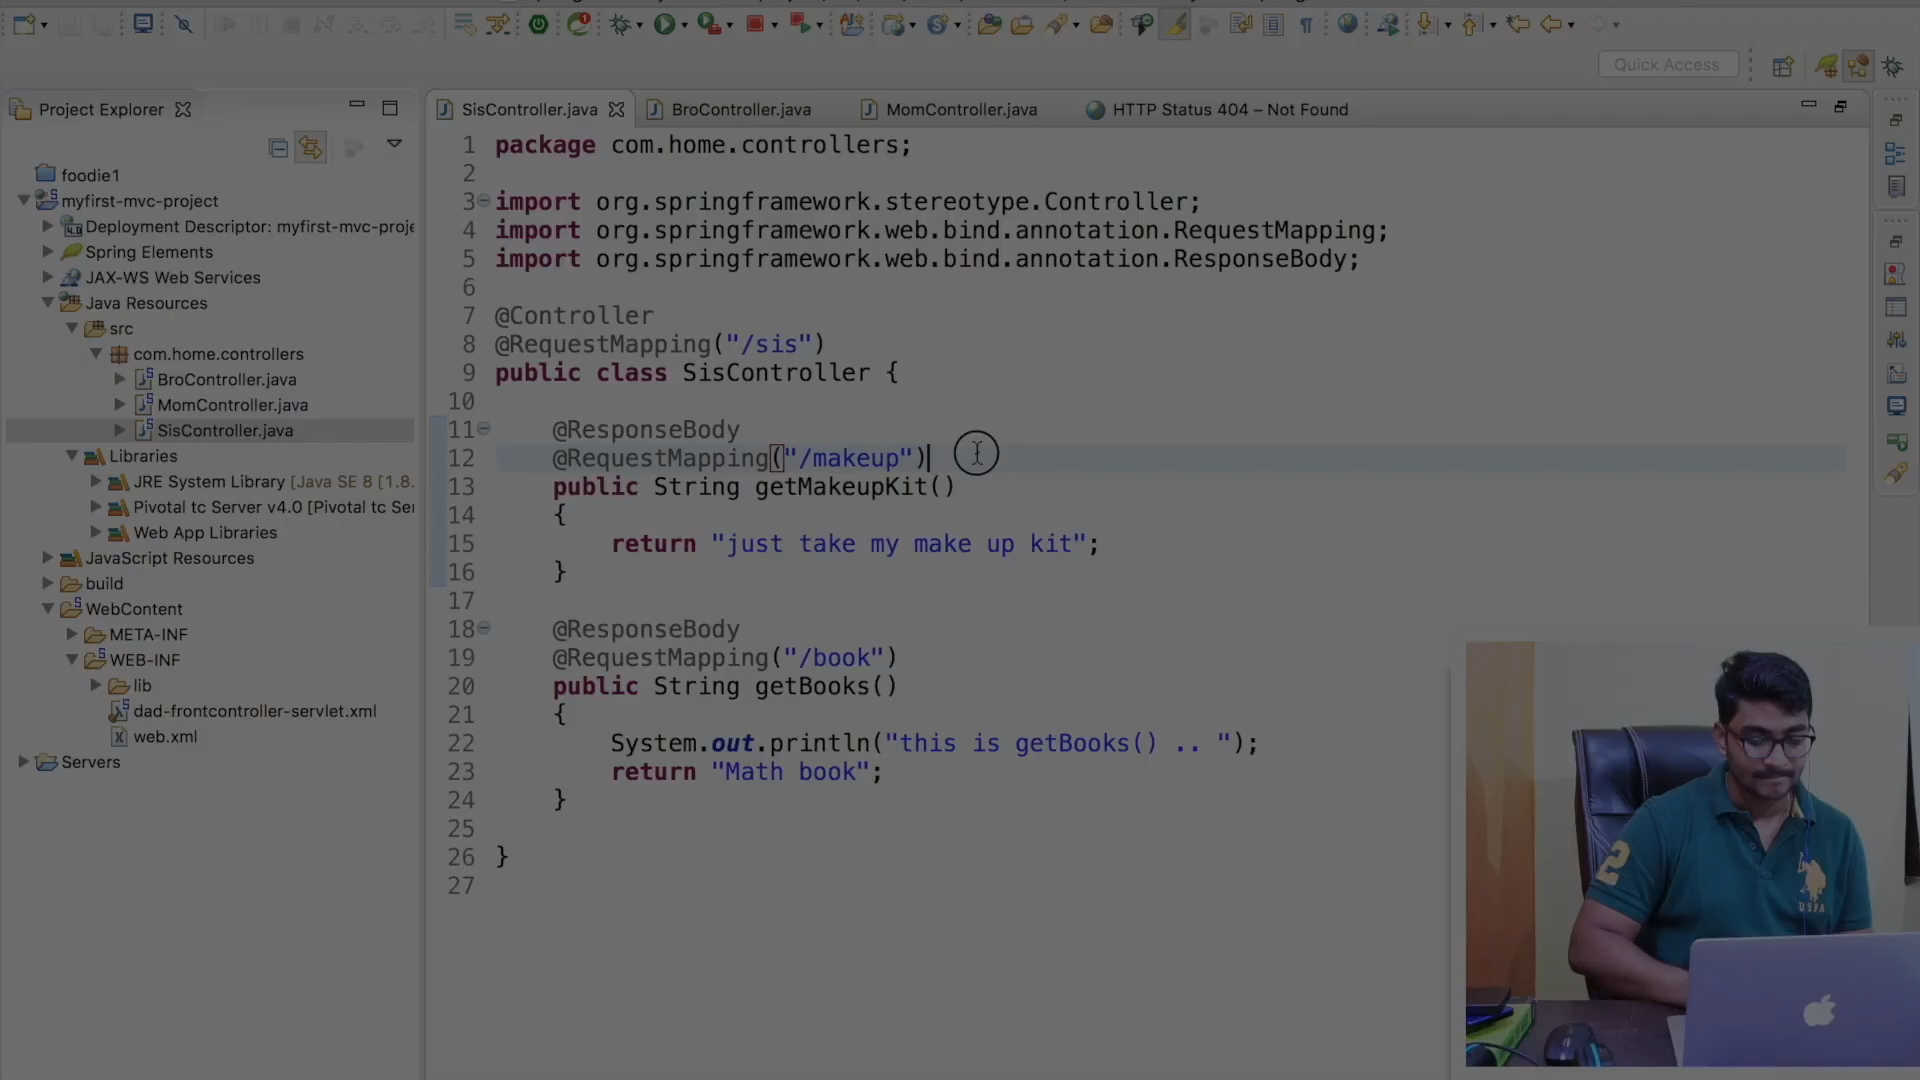 Quick Access
Project Explorer
SisController.java
BroController.java
MomController.java
HTTP Status 404 – Not Found
foodie1
myfirst-mvc-project
Deployment Descriptor: myfirst-mvc-proje
Spring Elements
JAX-WS Web Services
Java Resources
src
com.home.controllers
BroController.java
MomController.java
SisController.java
Libraries
JRE System Library [Java SE 8 [1.8.
Pivotal tc Server v4.0 [Pivotal tc Ser
Web App Libraries
JavaScript Resources
build
WebContent
META-INF
WEB-INF
lib
dad-frontcontroller-servlet.xml
web.xml
Servers
1 package com.home.controllers;
2
3 import org.springframework.stereotype.Controller;
4 import org.springframework.web.bind.annotation.RequestMapping;
5 import org.springframework.web.bind.annotation.ResponseBody;
6
7 @Controller
8 @RequestMapping("/sis")
9 public class SisController {
10
11 @ResponseBody
12 @RequestMapping("/makeup")
13 public String getMakeupKit()
14 {
15 return "just take my make up kit";
16 }
17
18 @ResponseBody
19 @RequestMapping("/book")
20 public String getBooks()
21 {
22 System.out.println("this is getBooks() .. ");
23 return "Math book";
24 }
25
26 }
27
2
USPA